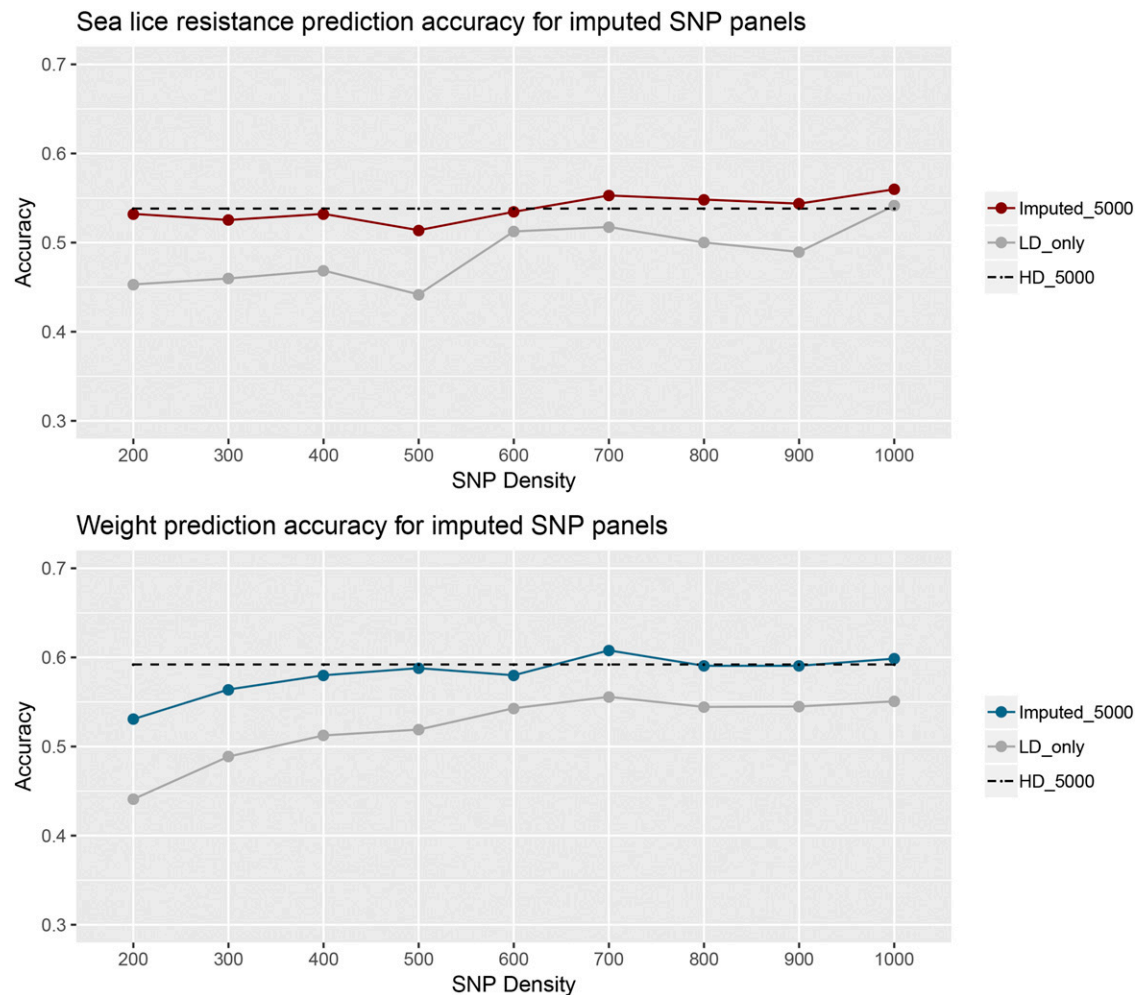 Sea lice resistance prediction accuracy for imputed SNP panels
0.7
0.6
0.5
0.4
0.3
Accuracy
200 300 400 500 600 700 800 900 1000
SNP Density
Imputed_5000
LD_only
HD_5000
Weight prediction accuracy for imputed SNP panels
0.7
0.6
0.5
0.4
0.3
Accuracy
200 300 400 500 600 700 800 900 1000
SNP Density
Imputed_5000
LD_only
HD_5000